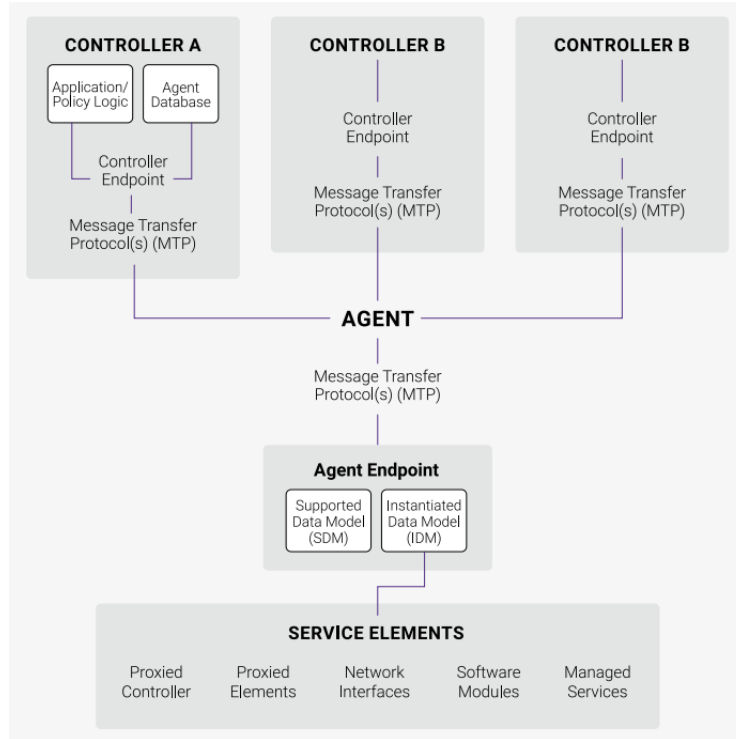 CONTROLLER A
Application/
Policy Logic
Agent
Database
Controller
Endpoint
Message Transfer
Protocol(s) (MTP)
CONTROLLER B
Controller
Endpoint
Message Transfer
Protocol(s) (MTP)
CONTROLLER B
Controller
Endpoint
Message Transfer
Protocol(s) (MTP)
AGENT
Message Transfer
Protocol(s) (MTP)
Agent Endpoint
Supported
Data Model
(SDM)
Instantiated
Data Model
(IDM)
SERVICE ELEMENTS
Proxied
Controller
Proxied
Elements
Network
Interfaces
Software
Modules
Managed
Services